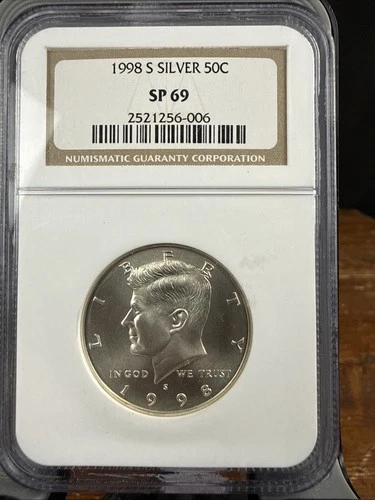 1998 S SILVER 50C
SP 69
2521256-006
NUMISMATIC GUARANTY CORPORATION
LIBERTY
IN GOD WE TRUST
S
1998